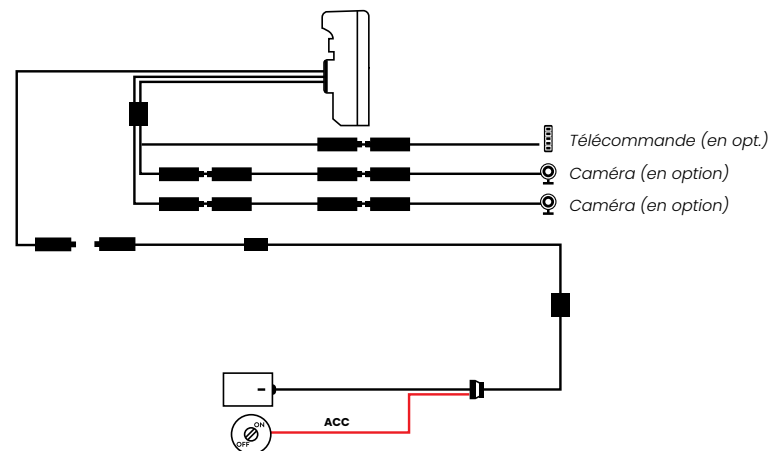 Télécommande (en opt.)
Caméra (en option)
Caméra (en option)
ACC
ON
OFF